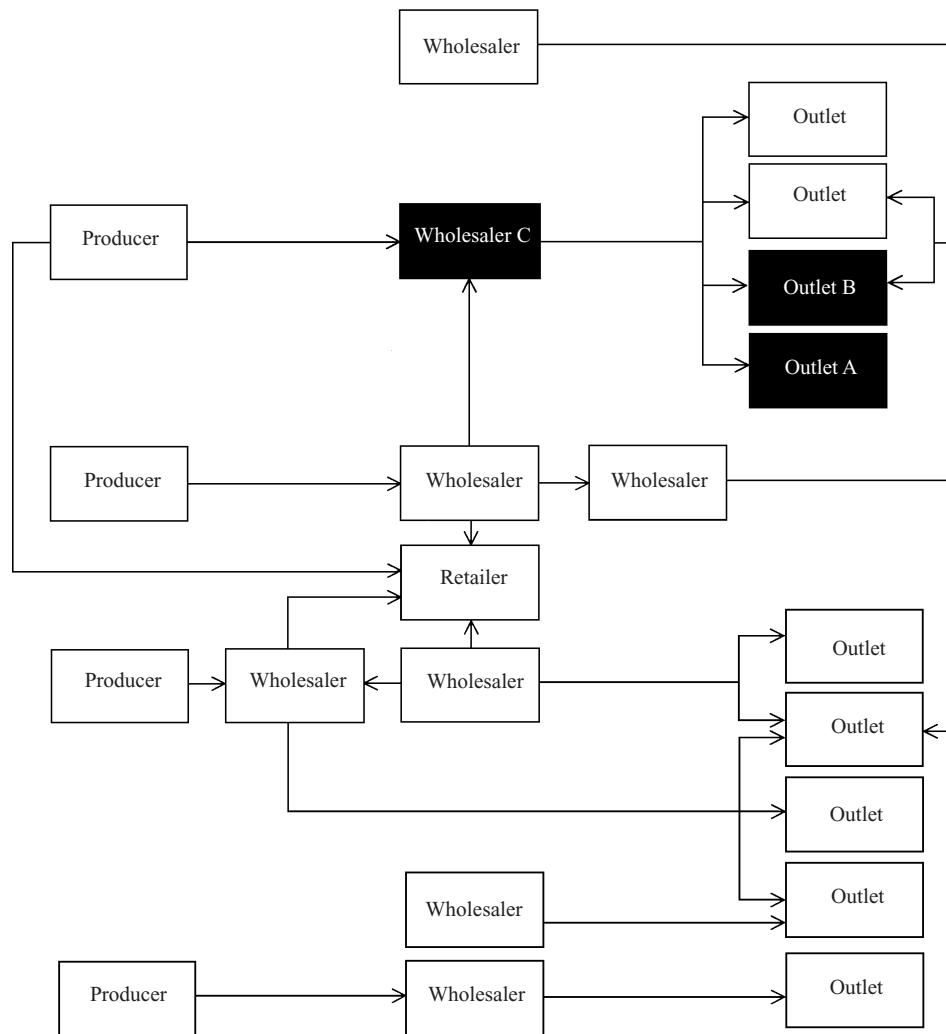 Wholesaler
Outlet
Outlet
Producer
Wholesaler C
Outlet B
Outlet A
Producer
Wholesaler
Wholesaler
Retailer
Outlet
Producer
Wholesaler
Wholesaler
Outlet
Outlet
Outlet
Wholesaler
Outlet
Producer
Wholesaler